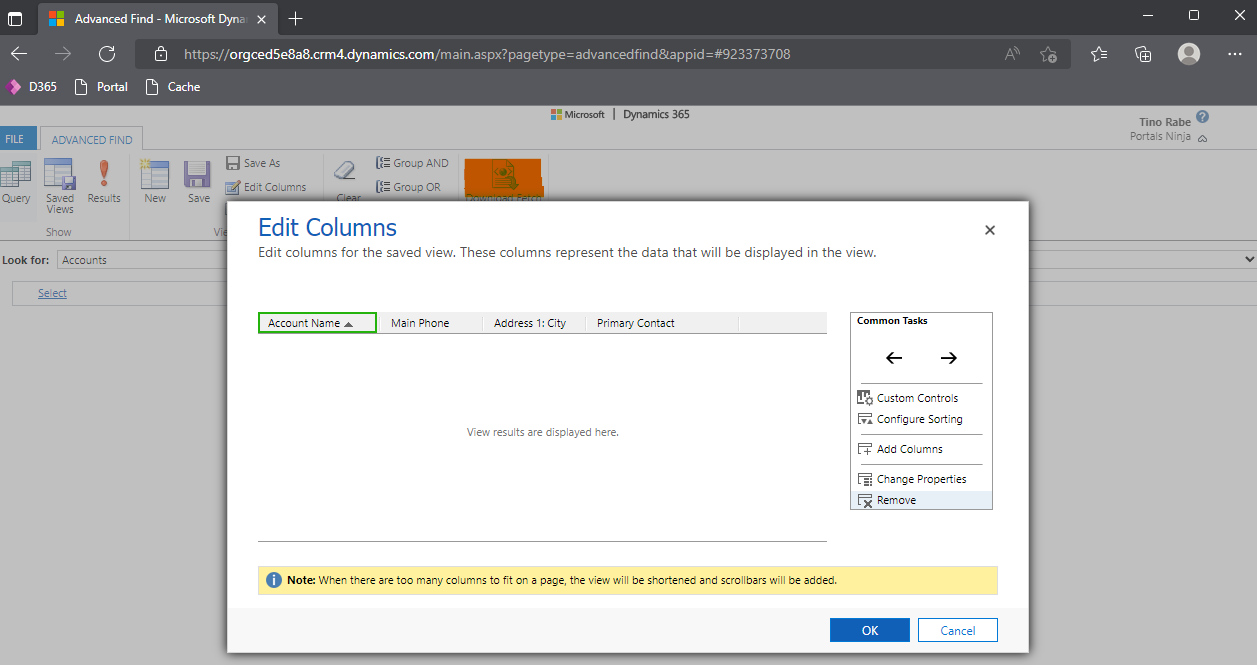 Advanced Find - Microsoft Dyna
https://orgced5e8a8.crm4.dynamics.com/main.aspx?pagetype=advancedfind&appid=#923373708
D365 Portal Cache
Microsoft | Dynamics 365
Tino Rabe
Portals Ninja
FILE ADVANCED FIND
Query
Saved Views
Results
New
Save
Save As
Edit Columns
Clear
Group AND
Group OR
Download Fetch
Show
Vie
Look for: Accounts
Select
Edit Columns
Edit columns for the saved view. These columns represent the data that will be displayed in the view.
Account Name Main Phone Address 1: City Primary Contact
View results are displayed here.
Common Tasks
Custom Controls
Configure Sorting
Add Columns
Change Properties
Remove
Note: When there are too many columns to fit on a page, the view will be shortened and scrollbars will be added.
OK Cancel